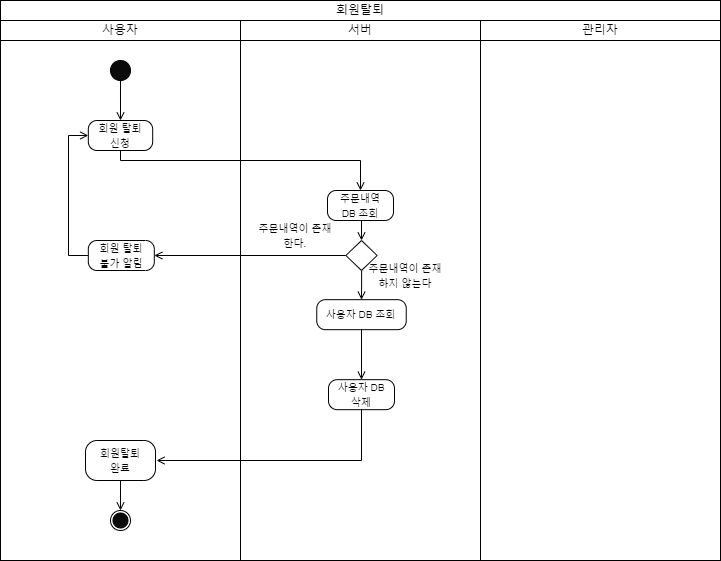 회원탈퇴
사용자
서버
관리자
회원 탈퇴
신청
주문내역
DB 조회
주문내역이 존재
한다.
회원 탈퇴
불가 알림
주문내역이 존재
하지 않는다
사용자 DB 조회
사용자 DB
삭제
회원탈퇴
완료